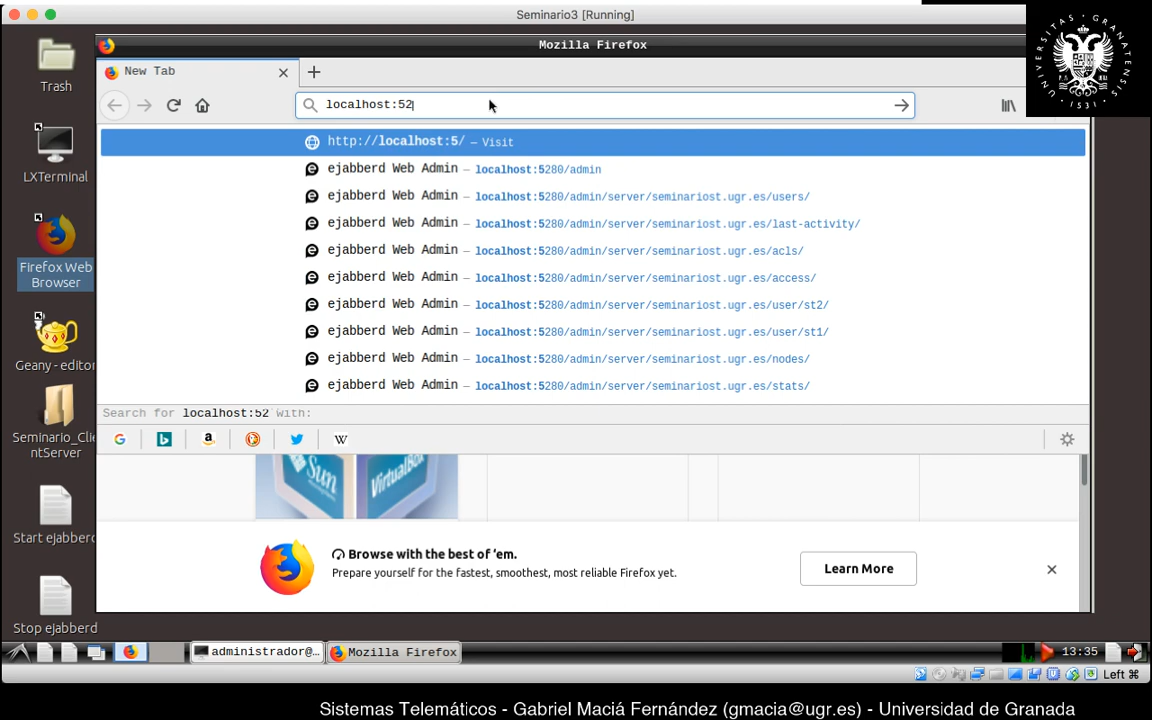 Seminario3 [Running]
UNIVERSITAS GRANATENSIS 1531
Trash
Mozilla Firefox
New Tab
localhost:52
LXTerminal
http://localhost:5/ — Visit
ejabberd Web Admin — localhost:5280/admin
ejabberd Web Admin — localhost:5280/admin/server/seminariost.ugr.es/users/
ejabberd Web Admin — localhost:5280/admin/server/seminariost.ugr.es/last-activity/
ejabberd Web Admin — localhost:5280/admin/server/seminariost.ugr.es/acls/
ejabberd Web Admin — localhost:5280/admin/server/seminariost.ugr.es/access/
ejabberd Web Admin — localhost:5280/admin/server/seminariost.ugr.es/user/st2/
ejabberd Web Admin — localhost:5280/admin/server/seminariost.ugr.es/user/st1/
ejabberd Web Admin — localhost:5280/admin/server/seminariost.ugr.es/nodes/
ejabberd Web Admin — localhost:5280/admin/server/seminariost.ugr.es/stats/
Firefox Web
Browser
Geany - editor
Search for localhost:52 with:
Seminario_Clie
ntServer
Sun
VirtualBox
Start ejabberd
Browse with the best of 'em.
Prepare yourself for the fastest, smoothest, most reliable Firefox yet.
Learn More
Stop ejabberd
administrador@...
Mozilla Firefox
13:35
Left ⌘
Sistemas Telemáticos - Gabriel Maciá Fernández (gmacia@ugr.es) - Universidad de Granada